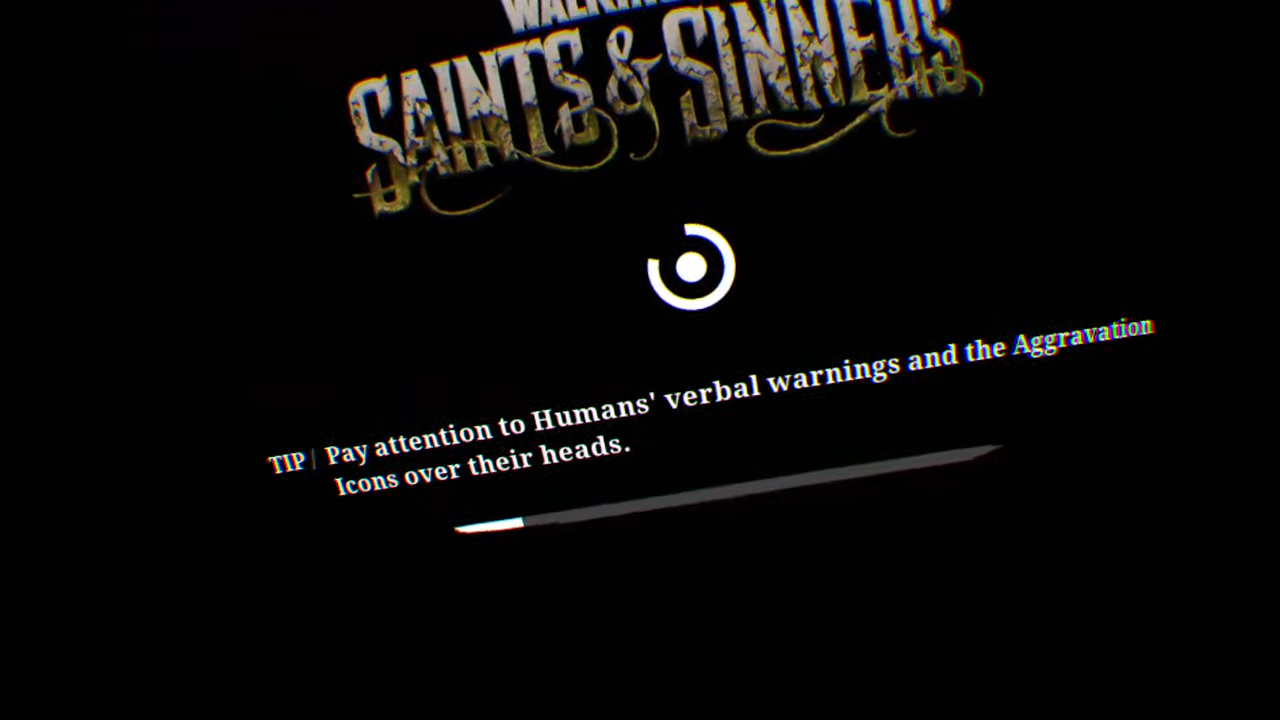 SAINTS & SINNERS
TIP | Pay attention to Humans' verbal warnings and the Aggravation
Icons over their heads.